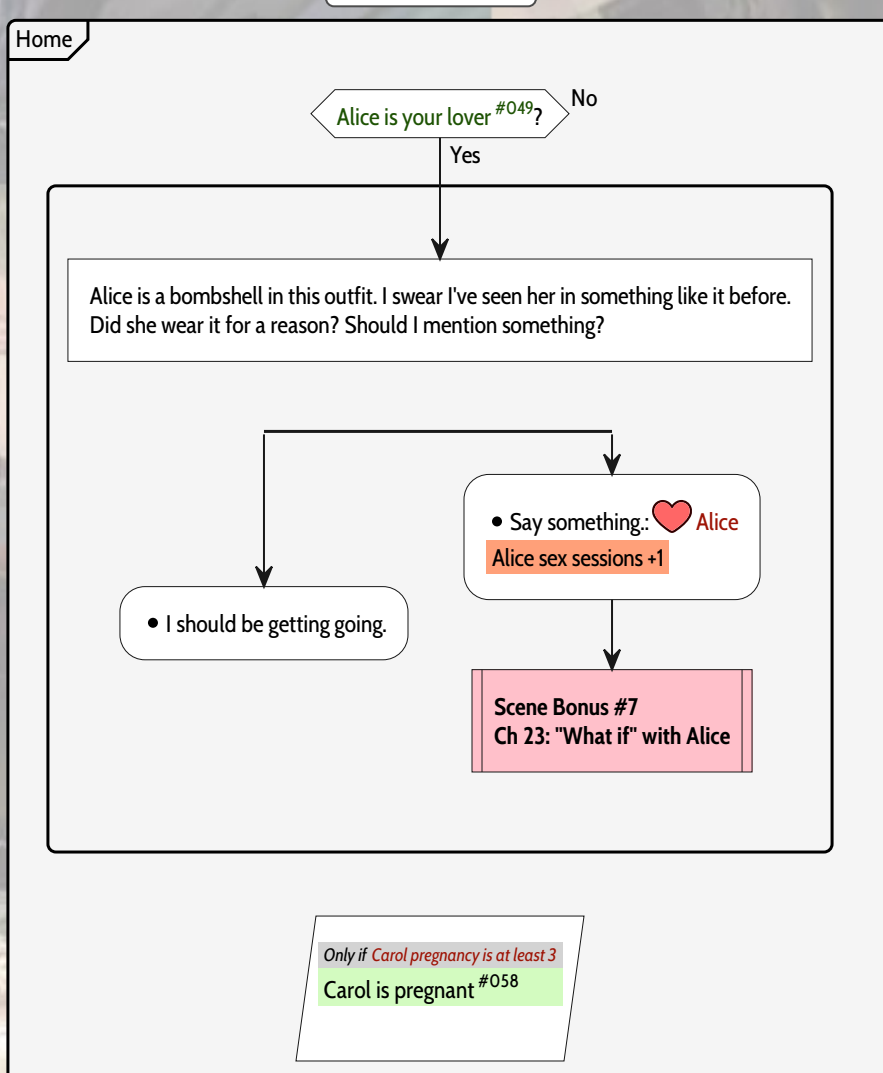 Home
Alice is your lover #049?
No
Yes
Alice is a bombshell in this outfit. I swear I've seen her in something like it before.
Did she wear it for a reason? Should I mention something?
• Say something.: Alice
Alice sex sessions +1
• I should be getting going.
Scene Bonus #7
Ch 23: "What if" with Alice
Only if Carol pregnancy is at least 3
Carol is pregnant #058